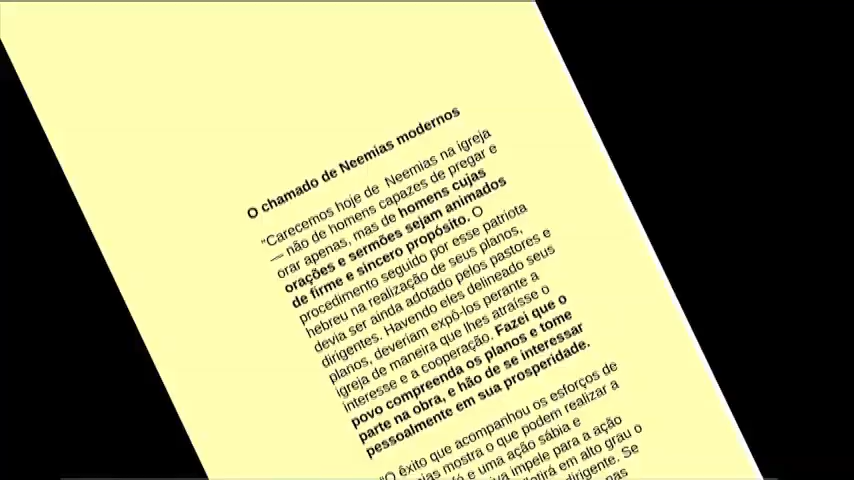 O chamado de Neemias modernos
“Carecemos hoje de Neemias na igreja
— não de homens capazes de pregar e
orar apenas, mas de homens cujas
orações e sermões sejam animados
de firme e sincero propósito. O
procedimento seguido por esse patriota
hebreu na realização de seus planos,
devia ser ainda adotado pelos pastores e
dirigentes. Havendo eles delineado seus
planos, deveriam expô-los perante a
igreja de maneira que lhes atraísse o
interesse e a cooperação. Fazei que o
povo compreenda os planos e tome
parte na obra, e hão de se interessar
pessoalmente em sua prosperidade.
“O êxito que acompanhou os esforços de
mostra o que podem realizar a
e uma ação sábia e
impele para a ação
em alto grau o
dirigente. Se